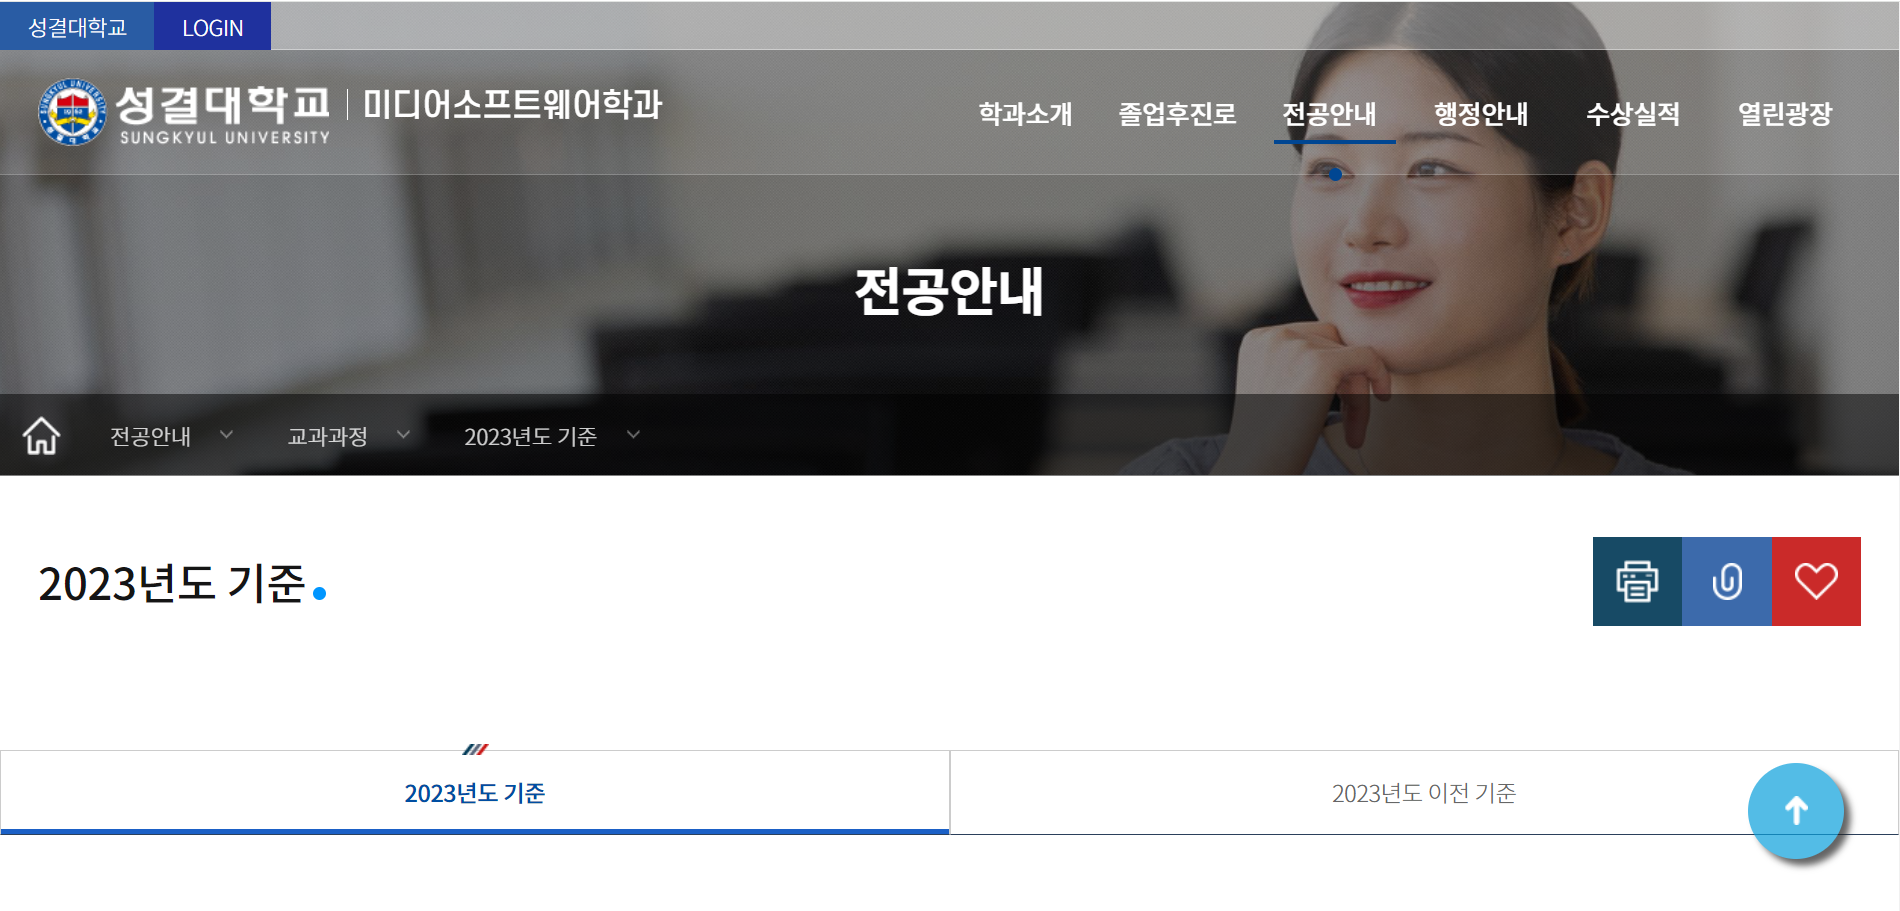 성결대학교 LOGIN
성결대학교 미디어소프트웨어학과
SUNGKYUL UNIVERSITY
학과소개 졸업후진로 전공안내 행정안내 수상실적 열린광장
전공안내
전공안내 교과과정 2023년도 기준
2023년도 기준
2023년도 기준 2023년도 이전 기준